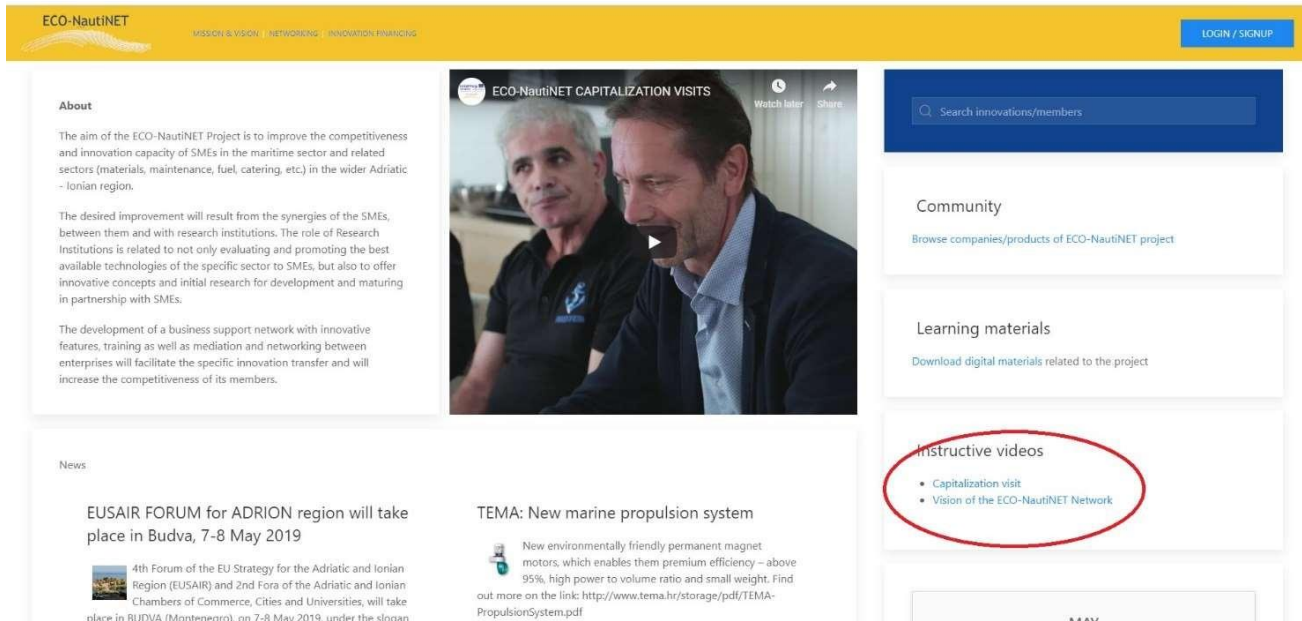 ECO-NautiNET
MISSION & VISION | NETWORKING | INNOVATION FINANCING
LOGIN / SIGNUP
About
The aim of the ECO-NautiNET Project is to improve the competitiveness
and innovation capacity of SMEs in the maritime sector and related
sectors (materials, maintenance, fuel, catering, etc.) in the wider Adriatic
- Ionian region.
The desired improvement will result from the synergies of the SMEs,
between them and with research institutions. The role of Research
Institutions is related to not only evaluating and promoting the best
available technologies of the specific sector to SMEs, but also to offer
innovative concepts and initial research for development and maturing
in partnership with SMEs.
The development of a business support network with innovative
features, training as well as mediation and networking between
enterprises will facilitate the specific innovation transfer and will
increase the competitiveness of its members.
ECO-NautiNET CAPITALIZATION VISITS
Watch later
Share
Search innovations/members
Community
Browse companies/products of ECO-NautiNET project
Learning materials
Download digital materials related to the project
Instructive videos
• Capitalization visit
• Vision of the ECO-NautiNET Network
News
EUSAIR FORUM for ADRION region will take
place in Budva, 7-8 May 2019
4th Forum of the EU Strategy for the Adriatic and Ionian
Region (EUSAIR) and 2nd Fora of the Adriatic and Ionian
Chambers of Commerce, Cities and Universities, will take
place in BUDVA (Montenegro), on 7-8 May 2019, under the slogan
TEMA: New marine propulsion system
New environmentally friendly permanent magnet
motors, which enables them premium efficiency – above
95%, high power to volume ratio and small weight. Find
out more on the link: http://www.tema.hr/storage/pdf/TEMA-
PropulsionSystem.pdf
MAY